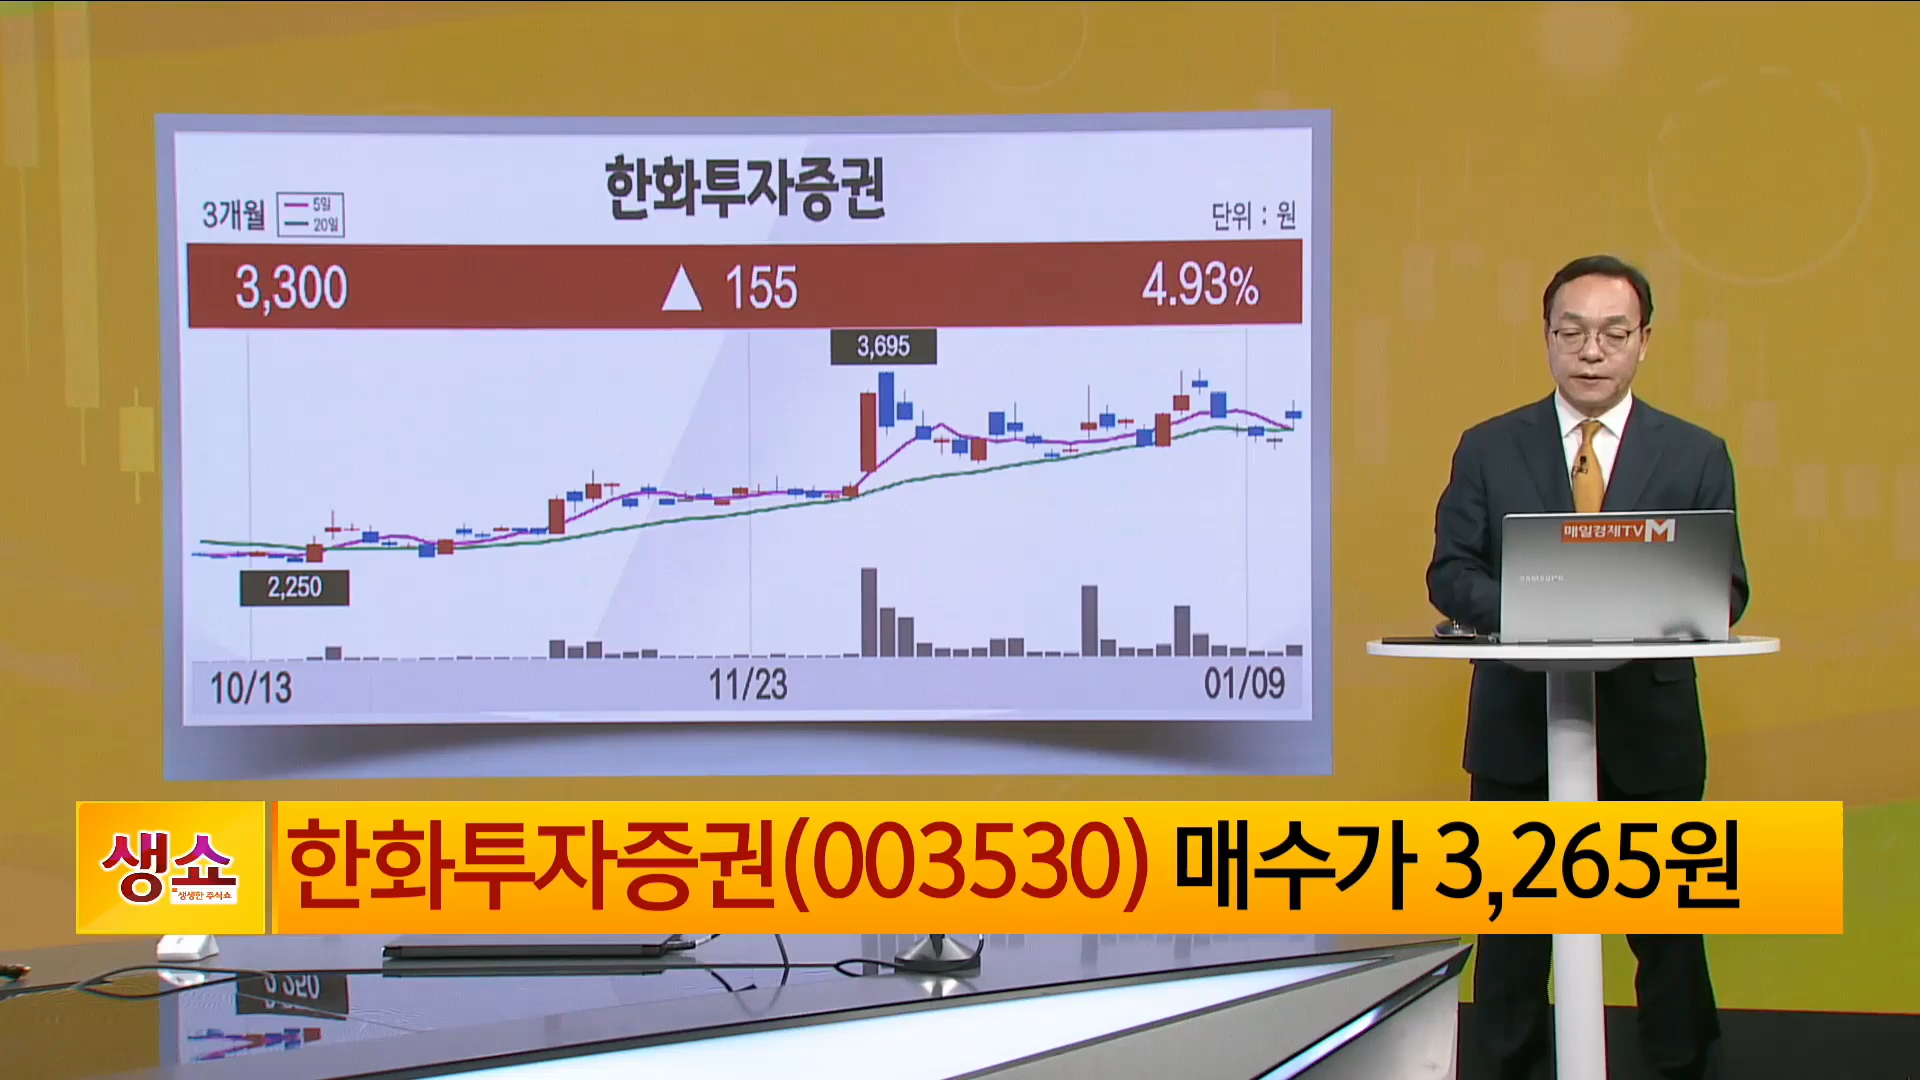 한화투자증권
3개월
5일
20일
단위 : 원
3,300 ▲ 155 4.93%
3,695
2,250
10/13 11/23 01/09
매일경제TV M
SAMSUNG
생쇼
생생한 주식쇼
한화투자증권(003530) 매수가 3,265원